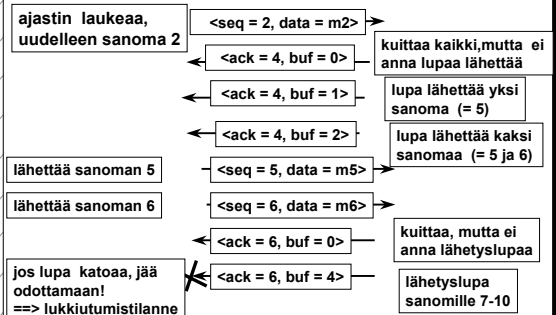 ajastin laukeaa,
uudelleen sanoma 2
<seq = 2, data = m2>
<ack = 4, buf = 0>
kuittaa kaikki,mutta ei
anna lupaa lähettää
<ack = 4, buf = 1>
lupa lähettää yksi
sanoma (= 5)
<ack = 4, buf = 2>
lupa lähettää kaksi
sanomaa (= 5 ja 6)
lähettää sanoman 5
<seq = 5, data = m5>
lähettää sanoman 6
<seq = 6, data = m6>
<ack = 6, buf = 0>
kuittaa, mutta ei
anna lähetyslupaa
jos lupa katoaa, jää
odottamaan!
==> lukkiutumistilanne
<ack = 6, buf = 4>
lähetyslupa
sanomille 7-10